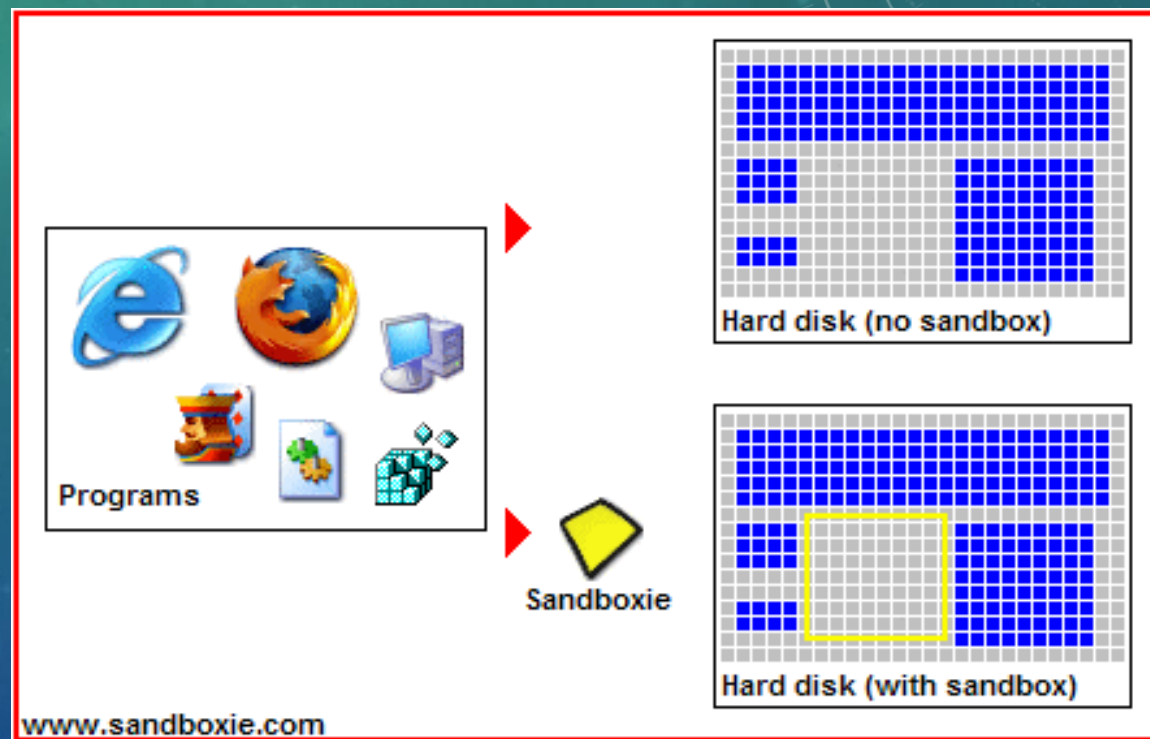 Hard disk (no sandbox)
Programs
Sandboxie
Hard disk (with sandbox)
www.sandboxie.com